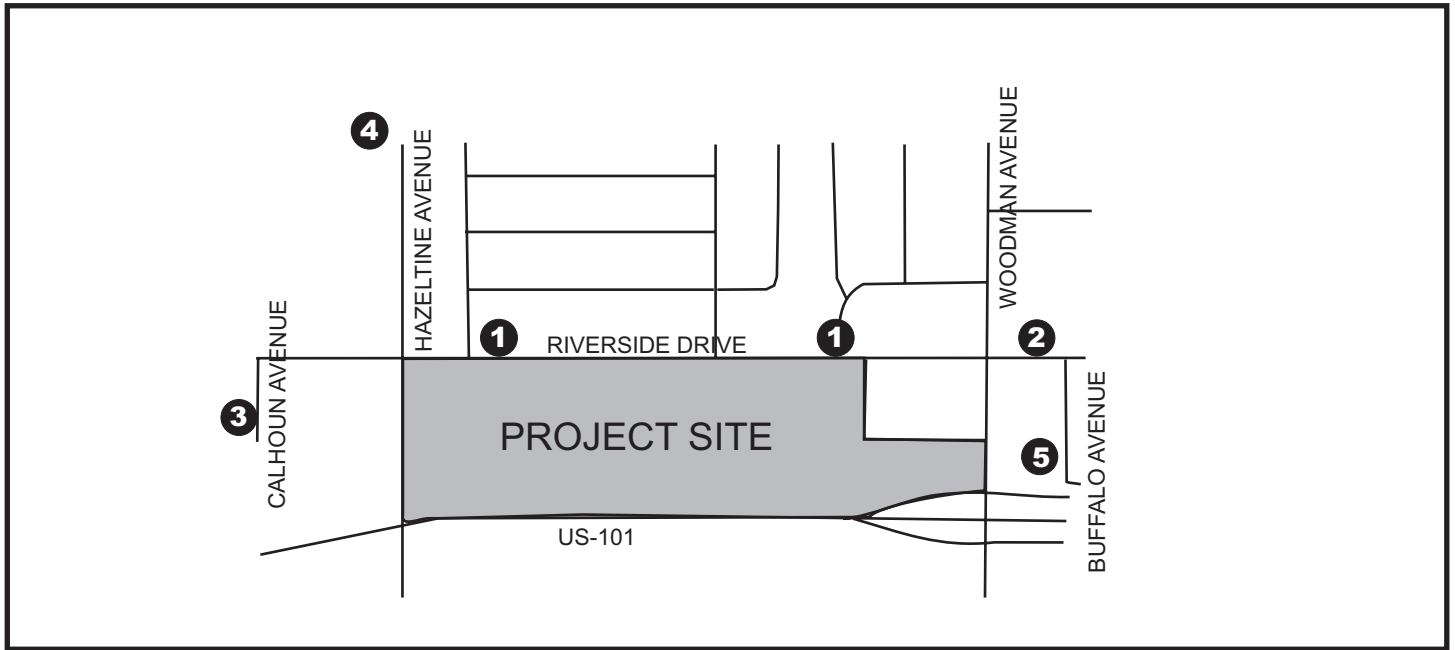 4
HAZELTINE AVENUE
WOODMAN AVENUE
CALHOUN AVENUE
1
RIVERSIDE DRIVE
1
2
3
PROJECT SITE
5
BUFFALO AVENUE
US-101